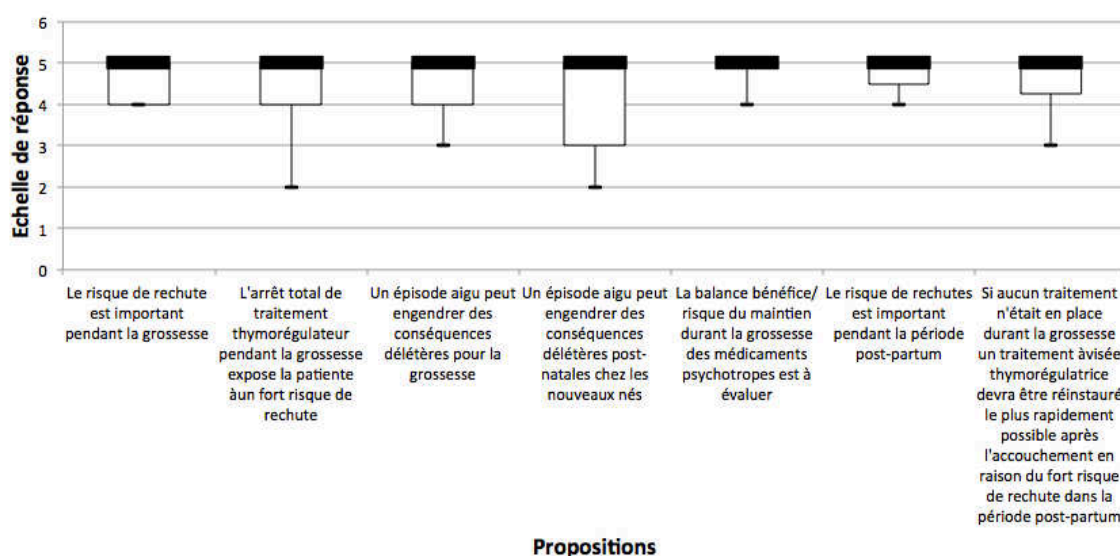 6
5
4
3
2
1
0
Echelle de réponse
Le risque de rechute
est important
pendant la grossesse
L'arrêt total de
traitement
thymorégulateur
pendant la grossesse
expose la patiente
àun fort risque de
rechute
Un épisode aigu peut
engendrer des
conséquences
délétères pour la
grossesse
Un épisode aigu peut
engendrer des
conséquences
délétères post-
natales chez les
nouveaux nés
La balance bénéfice/
risque du maintien
durant la grossesse
des médicaments
psychotropes est à
évaluer
Le risque de rechutes
est important
pendant la période
post-partum
Si aucun traitement
n'était en place
durant la grossesse
un traitement àvisée
thymorégulatrice
devra être réinstauré
le plus rapidement
possible après
l'accouchement en
raison du fort risque
de rechute dans la
période post-partum
Propositions